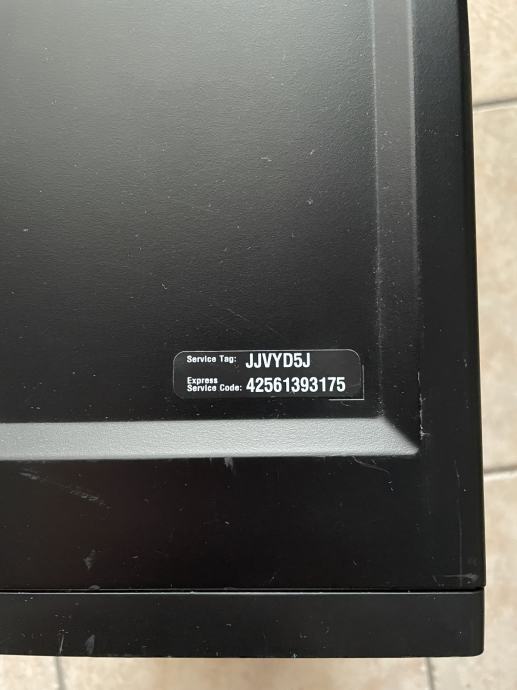 Service Tag: JJVYD5J
Express
Service Code: 42561393175